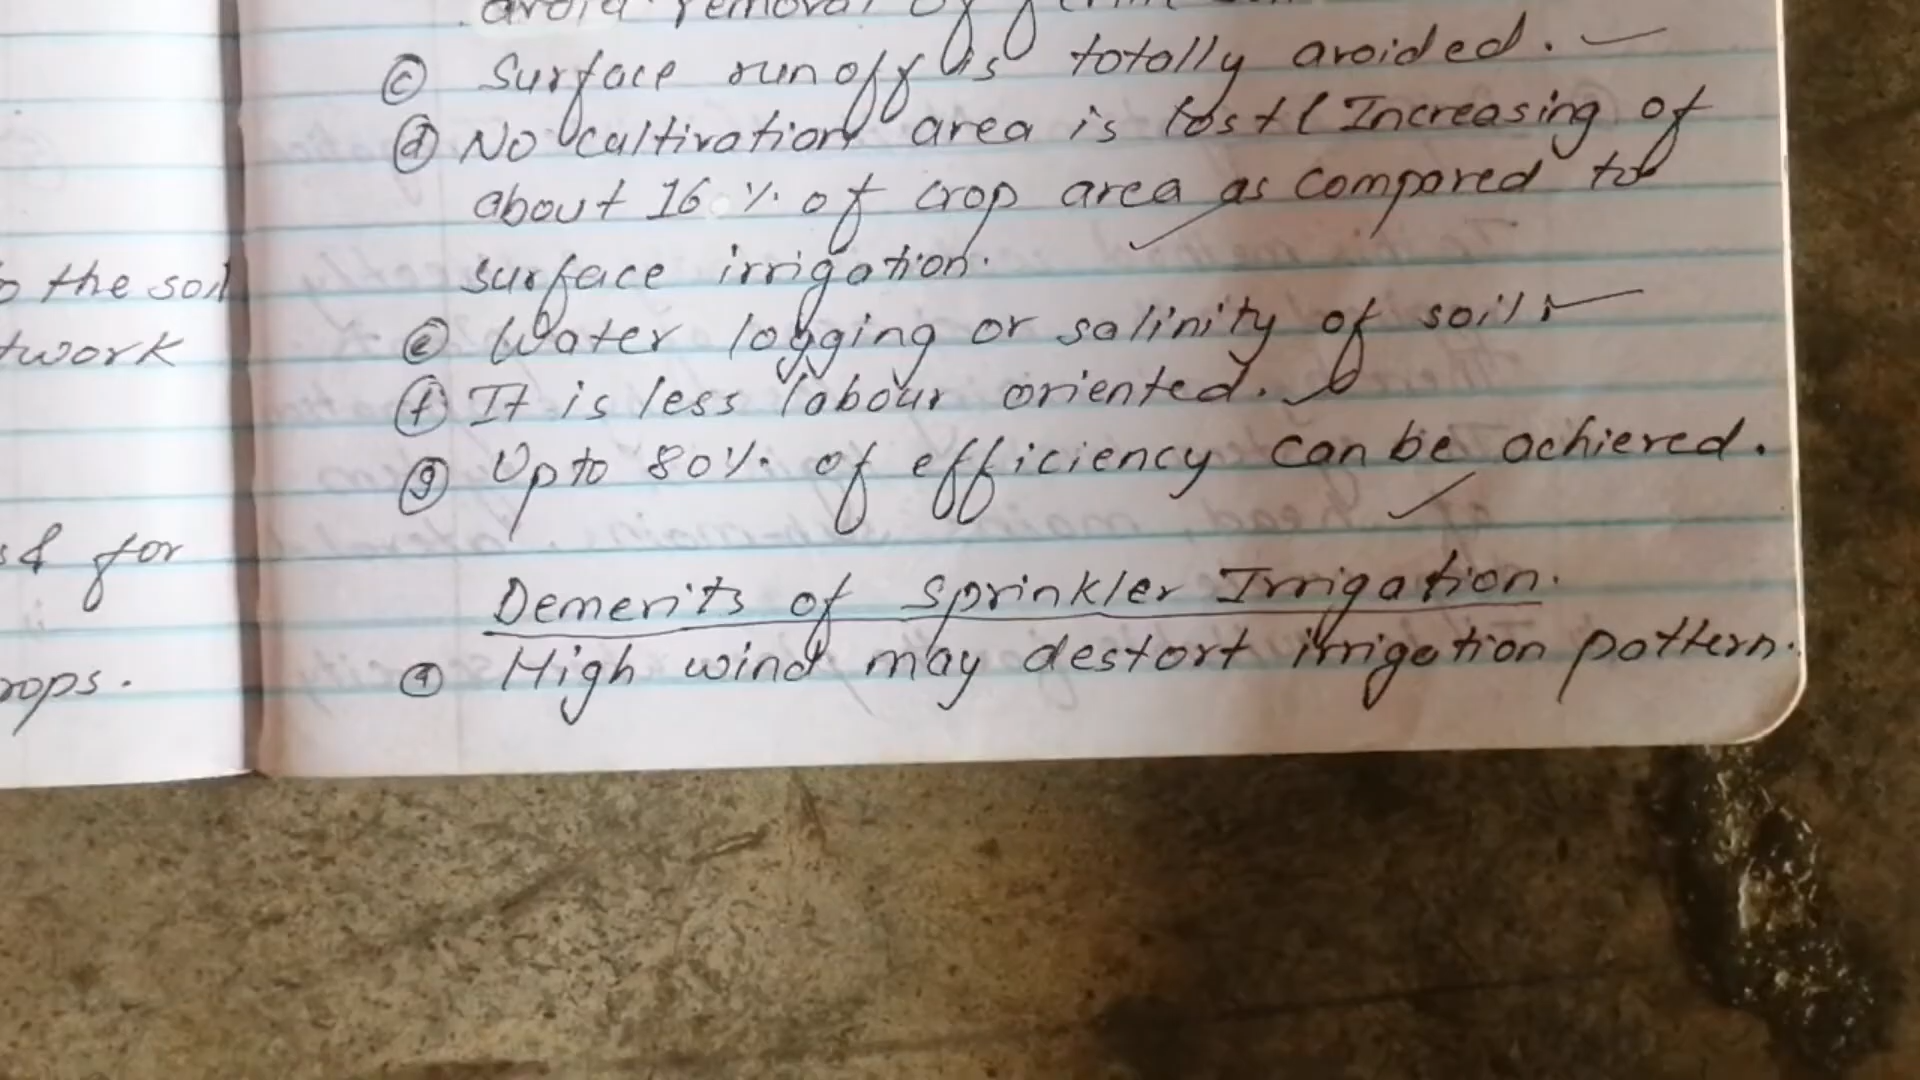 the soil
twork
for
rops.
removal of
ⓒ Surface runoff is totally avoided.
ⓓ No cultivation area is lost (Increasing of
about 16 % of crop area as compared to
surface irrigation.
ⓔ Water logging or salinity of soil
ⓕ It is less labour oriented.
ⓖ Upto 80% of efficiency can be achieved.
Demerits of Sprinkler Irrigation.
ⓐ High wind may destort irrigation pattern.